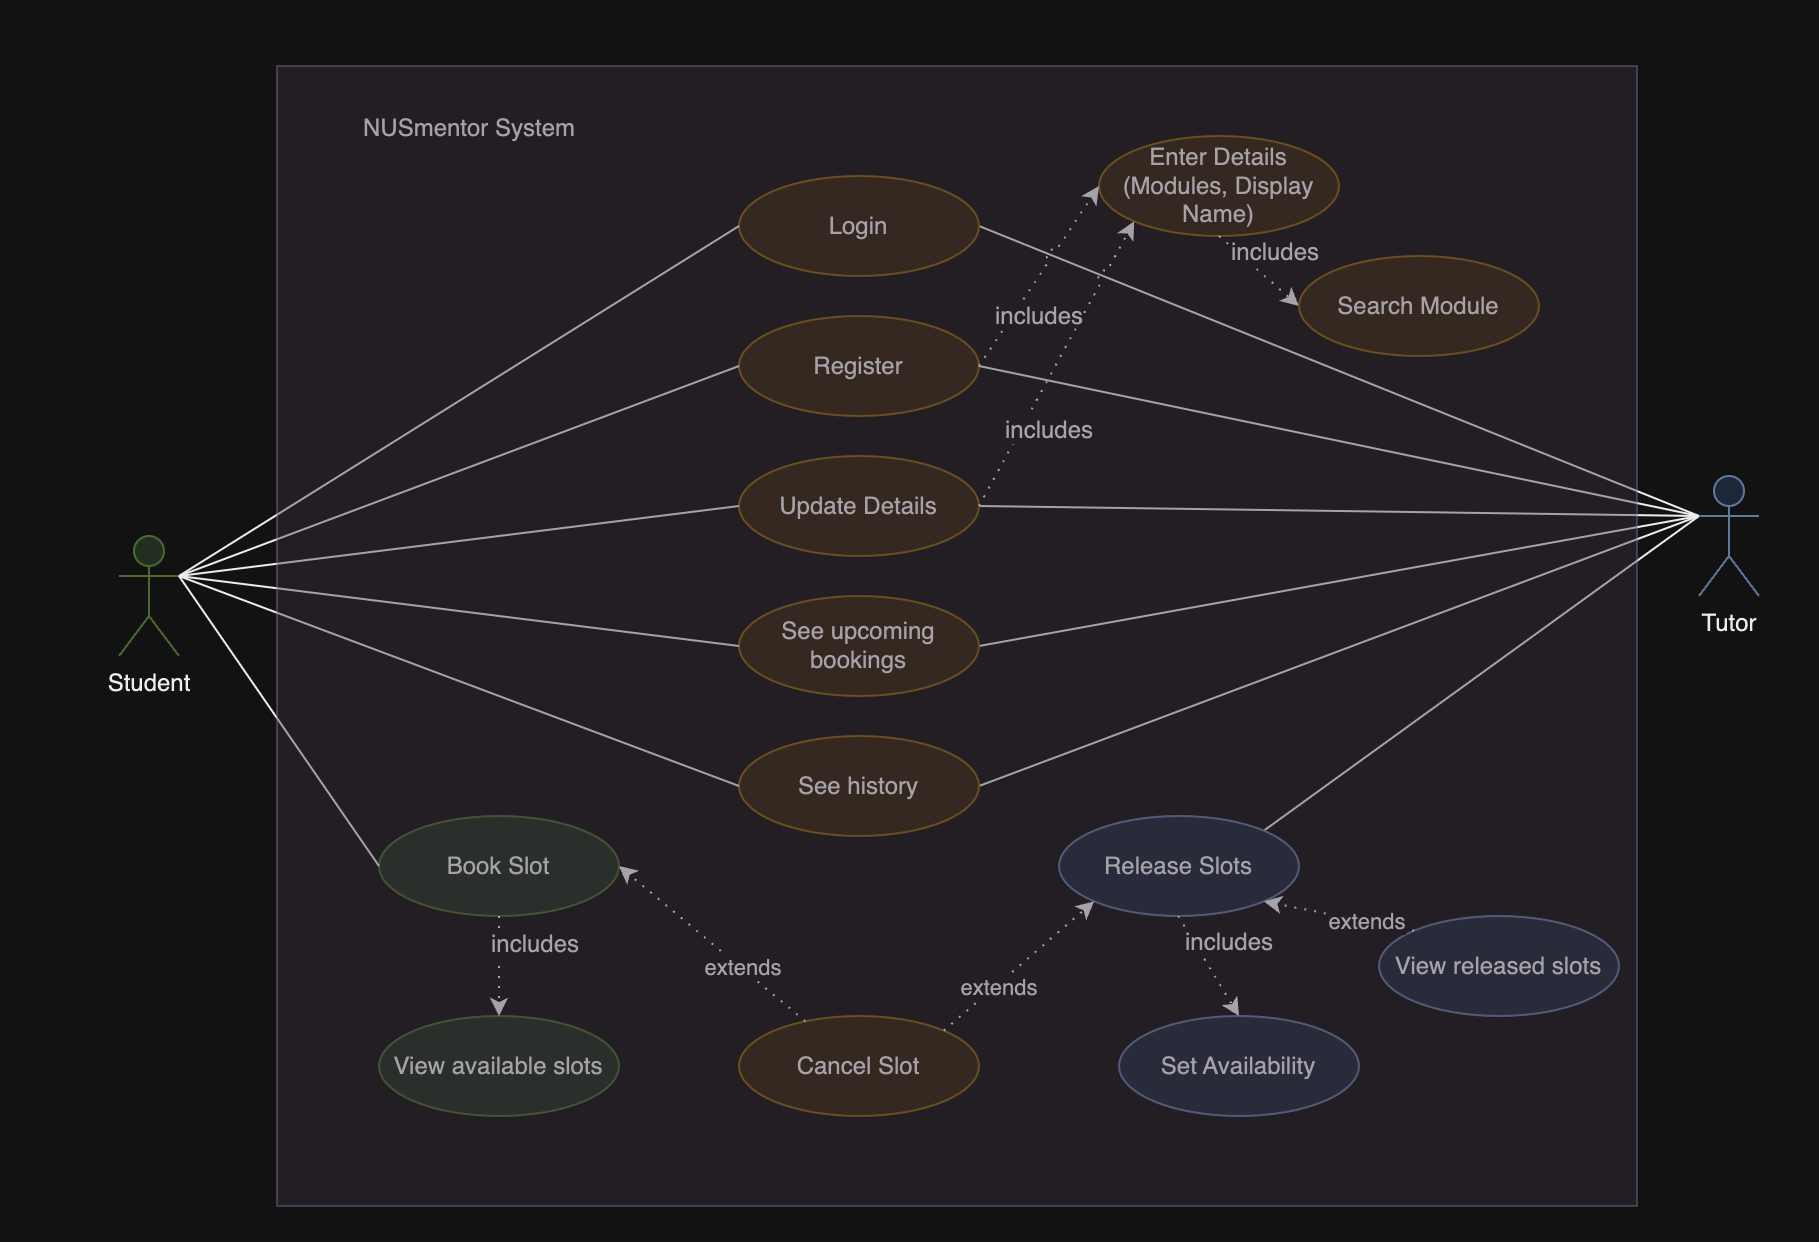 NUSmentor System
Enter Details
(Modules, Display
Name)
Login
includes
Search Module
includes
Register
includes
Update Details
Student
Tutor
See upcoming
bookings
See history
Book Slot
Release Slots
includes
extends
extends
includes
extends
View released slots
View available slots
Cancel Slot
Set Availability